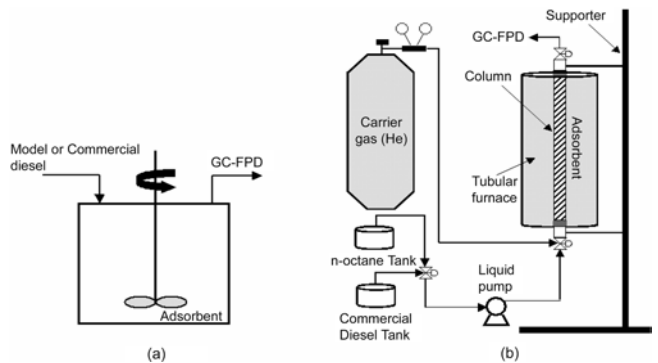 Model or Commercial
diesel
GC-FPD
Adsorbent
(a)
(b)
Carrier
gas (He)
n-octane Tank
Commercial
Diesel Tank
Liquid
pump
GC-FPD
Supporter
Column
Adsorbent
Tubular
furnace